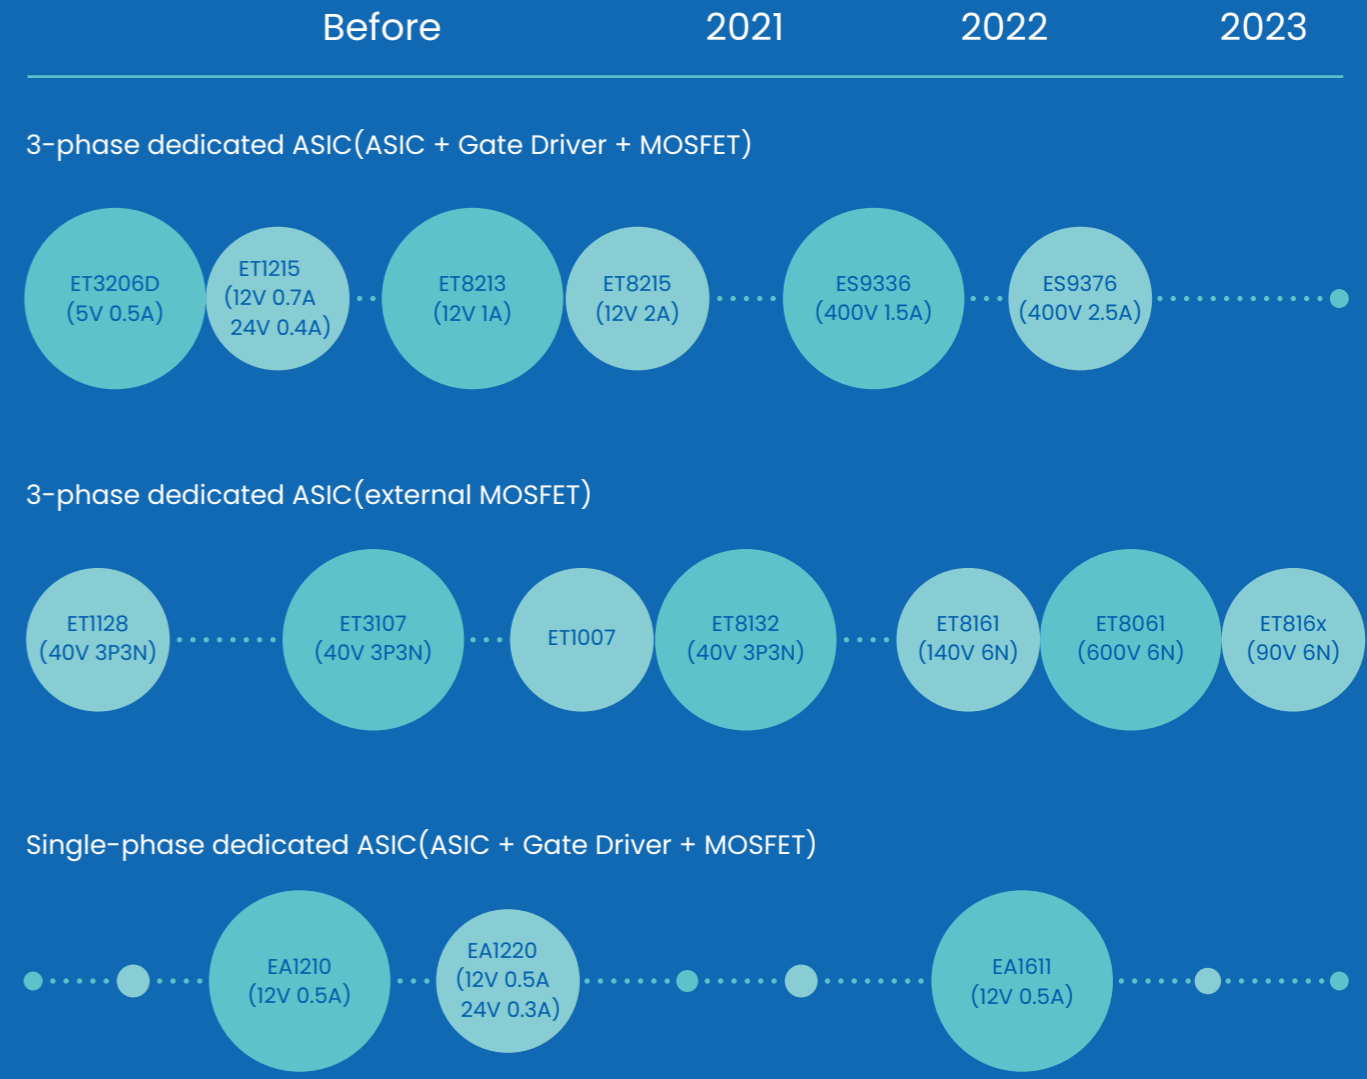 Before
2021
2022
2023
3-phase dedicated ASIC(ASIC + Gate Driver + MOSFET)
ET3206D
(5V 0.5A)
ET1215
(12V 0.7A
24V 0.4A)
ET8213
(12V 1A)
ET8215
(12V 2A)
ES9336
(400V 1.5A)
ES9376
(400V 2.5A)
3-phase dedicated ASIC(external MOSFET)
ET1128
(40V 3P3N)
ET3107
(40V 3P3N)
ET1007
ET8132
(40V 3P3N)
ET8161
(140V 6N)
ET8061
(600V 6N)
ET816x
(90V 6N)
Single-phase dedicated ASIC(ASIC + Gate Driver + MOSFET)
EA1210
(12V 0.5A)
EA1220
(12V 0.5A
24V 0.3A)
EA1611
(12V 0.5A)